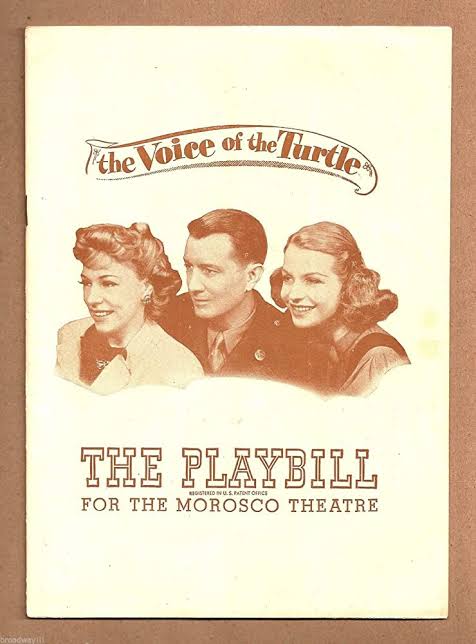 the Voice of the Turtle
THE PLAYBILL
REGISTERED IN U. S. PATENT OFFICE
FOR THE MOROSCO THEATRE